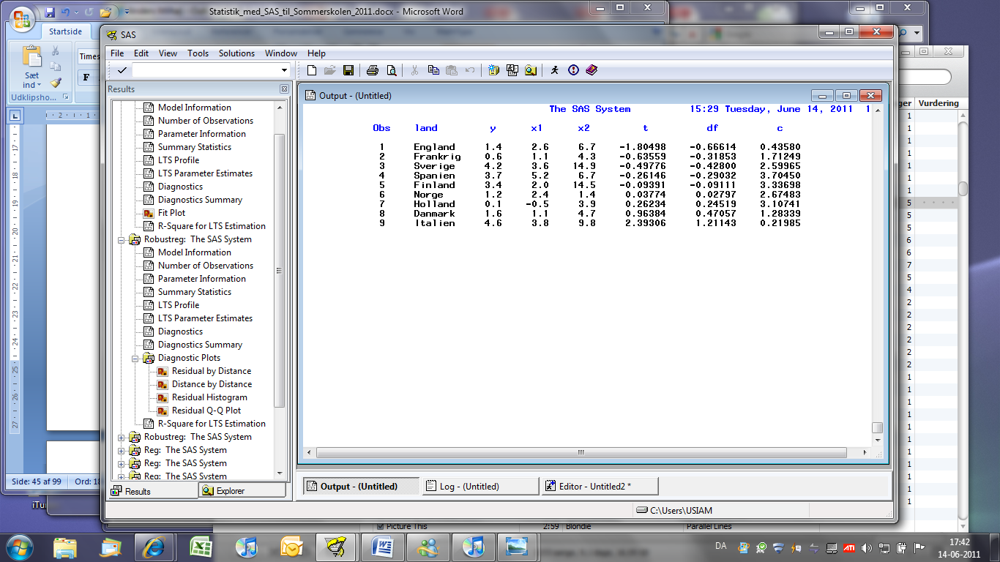 Statistik_med_SAS_til_Sommerskolen_2011.docx - Microsoft Word
Startside
Times
Sæt
ind
F
Udklipsho...
L
SAS
File Edit View Tools Solutions Window Help
Results
Model Information
Number of Observations
Parameter Information
Summary Statistics
LTS Profile
LTS Parameter Estimates
Diagnostics
Diagnostics Summary
Fit Plot
R-Square for LTS Estimation
Robustreg: The SAS System
Model Information
Number of Observations
Parameter Information
Summary Statistics
LTS Profile
LTS Parameter Estimates
Diagnostics
Diagnostics Summary
Diagnostic Plots
Residual by Distance
Distance by Distance
Residual Histogram
Residual Q-Q Plot
R-Square for LTS Estimation
Robustreg: The SAS System
Reg: The SAS System
Reg: The SAS System
Reg: The SAS System
Results Explorer
Output - (Untitled)
The SAS System 15:29 Tuesday, June 14, 2011 1
Obs land y x1 x2 t df c
1 England 1.4 2.6 6.7 -1.80498 -0.66614 0.43580
2 Frankrig 0.6 1.1 4.3 -0.63559 -0.31853 1.71249
3 Sverige 4.2 3.6 14.9 -0.49776 -0.42800 2.59965
4 Spanien 3.7 5.2 6.7 -0.26146 -0.29032 3.70450
5 Finland 3.4 2.0 14.5 -0.09391 -0.09111 3.33698
6 Norge 1.2 2.4 1.4 0.03774 0.02797 2.67483
7 Holland 0.1 -0.5 3.9 0.26234 0.24519 3.10741
8 Danmark 1.6 1.1 4.7 0.96384 0.47057 1.28339
9 Italien 4.6 3.8 9.8 2.39306 1.21143 0.21985
Output - (Untitled) Log - (Untitled) Editor - Untitled2 *
C:\Users\USIAM
ger Vurdering
1
1
1
1
1
1
1
5
5
5
6
6
7
5
4
2
2
2
2
2
2
1
1
1
1
1
1
1
1
1
1
1
Side: 45 af 99 Ord: 18
iTu
Picture This 2:59 Blondie Parallel Lines
DA
ATI
17:42
14-06-2011